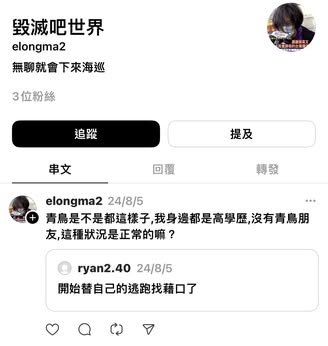 毀滅吧世界
elongma2
無聊就會下來海巡
3位粉絲
追蹤
提及
串文
回覆
轉發
elongma2 24/8/5
青鳥是不是都這樣子,我身邊都是高學歷,沒有青鳥朋
友,這種狀況是正常的嘛？
ryan2.40 24/8/5
開始替自己的逃跑找藉口了